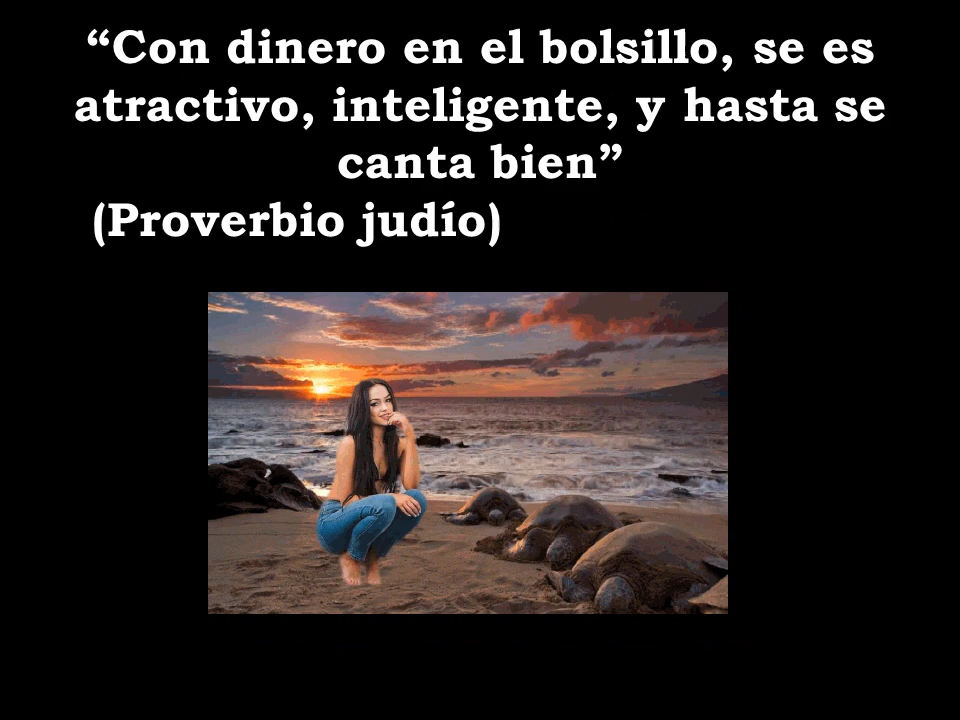 “Con dinero en el bolsillo, se es
atractivo, inteligente, y hasta se
canta bien”
(Proverbio judío)